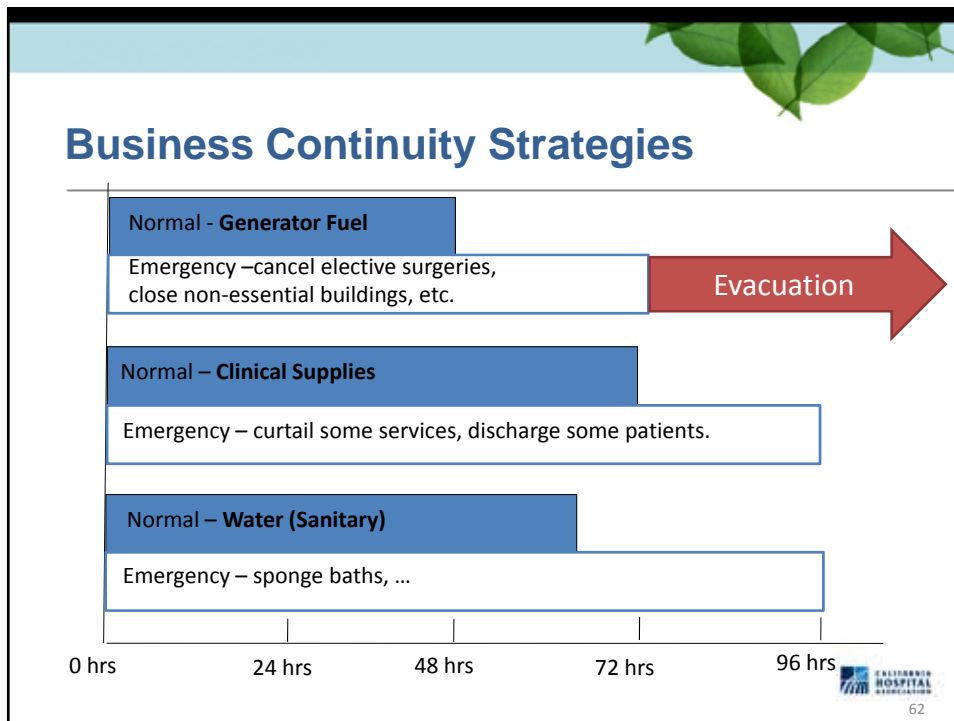 Business Continuity Strategies
Normal - Generator Fuel
Emergency –cancel elective surgeries,
close non-essential buildings, etc.
Evacuation
Normal – Clinical Supplies
Emergency – curtail some services, discharge some patients.
Normal – Water (Sanitary)
Emergency – sponge baths, …
0 hrs
24 hrs
48 hrs
72 hrs
96 hrs
CALIFORNIA
HOSPITAL
ASSOCIATION
62